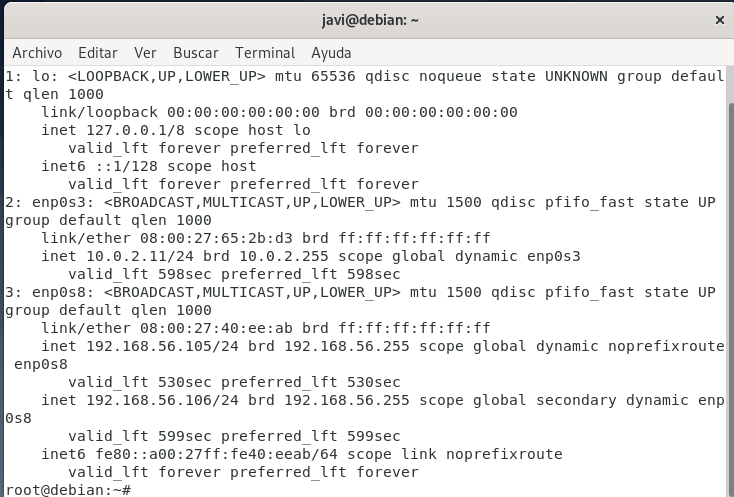 javi@debian: ~
×
Archivo Editar Ver Buscar Terminal Ayuda
1: lo: <LOOPBACK,UP,LOWER_UP> mtu 65536 qdisc noqueue state UNKNOWN group defaul
t qlen 1000
    link/loopback 00:00:00:00:00:00 brd 00:00:00:00:00:00
    inet 127.0.0.1/8 scope host lo
       valid_lft forever preferred_lft forever
    inet6 ::1/128 scope host
       valid_lft forever preferred_lft forever
2: enp0s3: <BROADCAST,MULTICAST,UP,LOWER_UP> mtu 1500 qdisc pfifo_fast state UP
group default qlen 1000
    link/ether 08:00:27:65:2b:d3 brd ff:ff:ff:ff:ff:ff
    inet 10.0.2.11/24 brd 10.0.2.255 scope global dynamic enp0s3
       valid_lft 598sec preferred_lft 598sec
3: enp0s8: <BROADCAST,MULTICAST,UP,LOWER_UP> mtu 1500 qdisc pfifo_fast state UP
group default qlen 1000
    link/ether 08:00:27:40:ee:ab brd ff:ff:ff:ff:ff:ff
    inet 192.168.56.105/24 brd 192.168.56.255 scope global dynamic noprefixroute
 enp0s8
       valid_lft 530sec preferred_lft 530sec
    inet 192.168.56.106/24 brd 192.168.56.255 scope global secondary dynamic enp
0s8
       valid_lft 599sec preferred_lft 599sec
    inet6 fe80::a00:27ff:fe40:eeab/64 scope link noprefixroute
       valid_lft forever preferred_lft forever
root@debian:~#